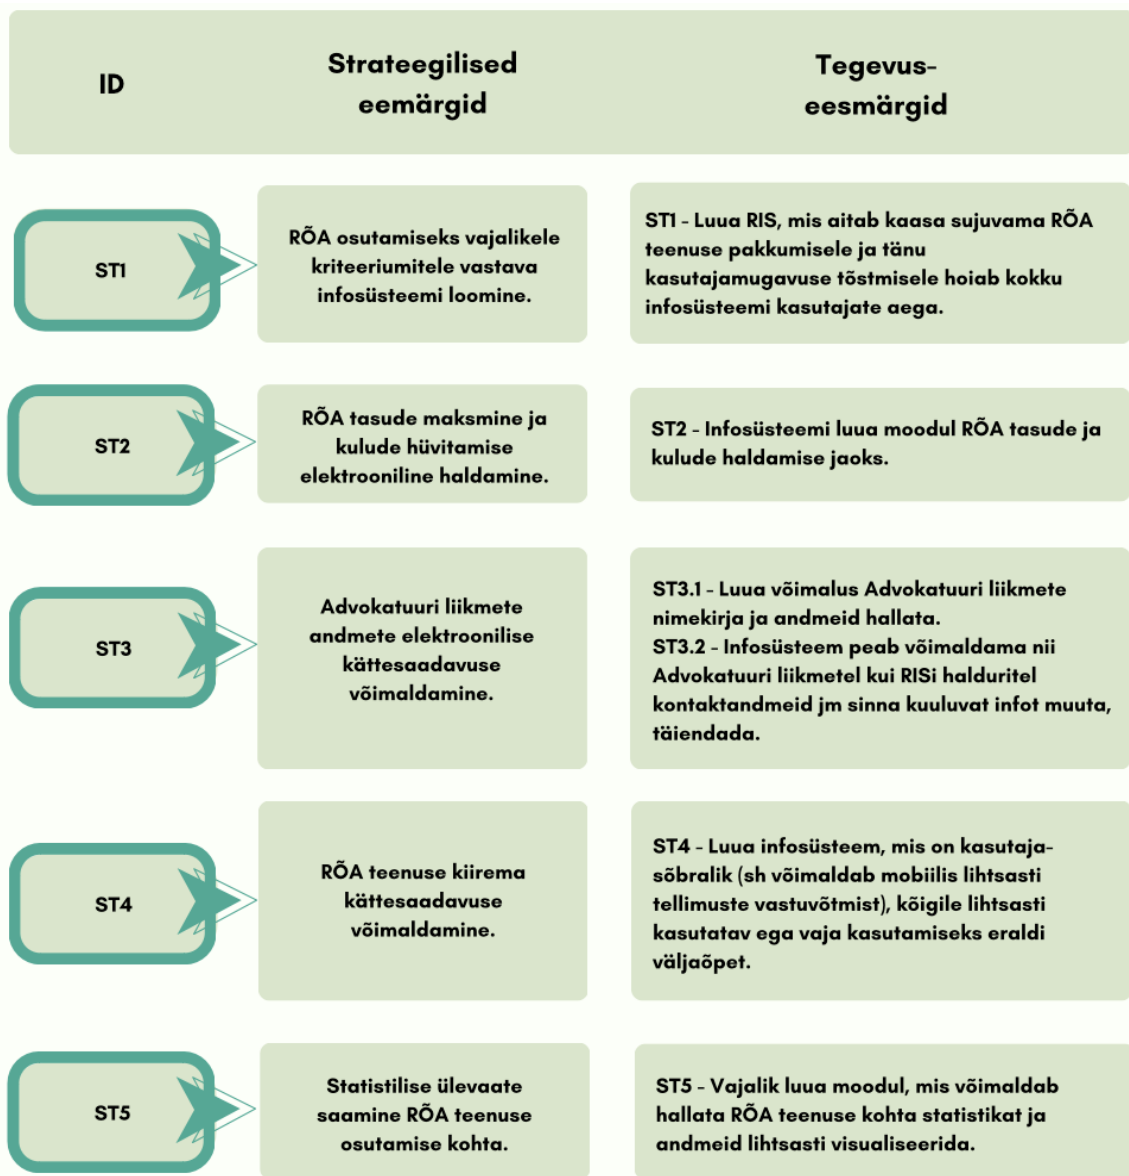 ID
Strateegilised
eemärgid
Tegevus-
eesmärgid
ST1
RÕA osutamiseks vajalikele
kriteeriumitele vastava
infosüsteemi loomine.
ST1 - Luua RIS, mis aitab kaasa sujuvama RÕA
teenuse pakkumisele ja tänu
kasutajamugavuse tõstmisele hoiab kokku
infosüsteemi kasutajate aega.
ST2
RÕA tasude maksmine ja
kulude hüvitamise
elektrooniline haldamine.
ST2 - Infosüsteemi luua moodul RÕA tasude ja
kulude haldamise jaoks.
ST3
Advokatuuri liikmete
andmete elektroonilise
kättesaadavuse
võimaldamine.
ST3.1 - Luua võimalus Advokatuuri liikmete
nimekirja ja andmeid hallata.
ST3.2 - Infosüsteem peab võimaldama nii
Advokatuuri liikmetel kui RISi halduritel
kontaktandmeid jm sinna kuuluvat infot muuta,
täiendada.
ST4
RÕA teenuse kiirema
kättesaadavuse
võimaldamine.
ST4 - Luua infosüsteem, mis on kasutaja-
sõbralik (sh võimaldab mobiilis lihtsasti
tellimuste vastuvõtmist), kõigile lihtsasti
kasutatav ega vaja kasutamiseks eraldi
väljaõpet.
ST5
Statistilise ülevaate
saamine RÕA teenuse
osutamise kohta.
ST5 - Vajalik luua moodul, mis võimaldab
hallata RÕA teenuse kohta statistikat ja
andmeid lihtsasti visualiseerida.